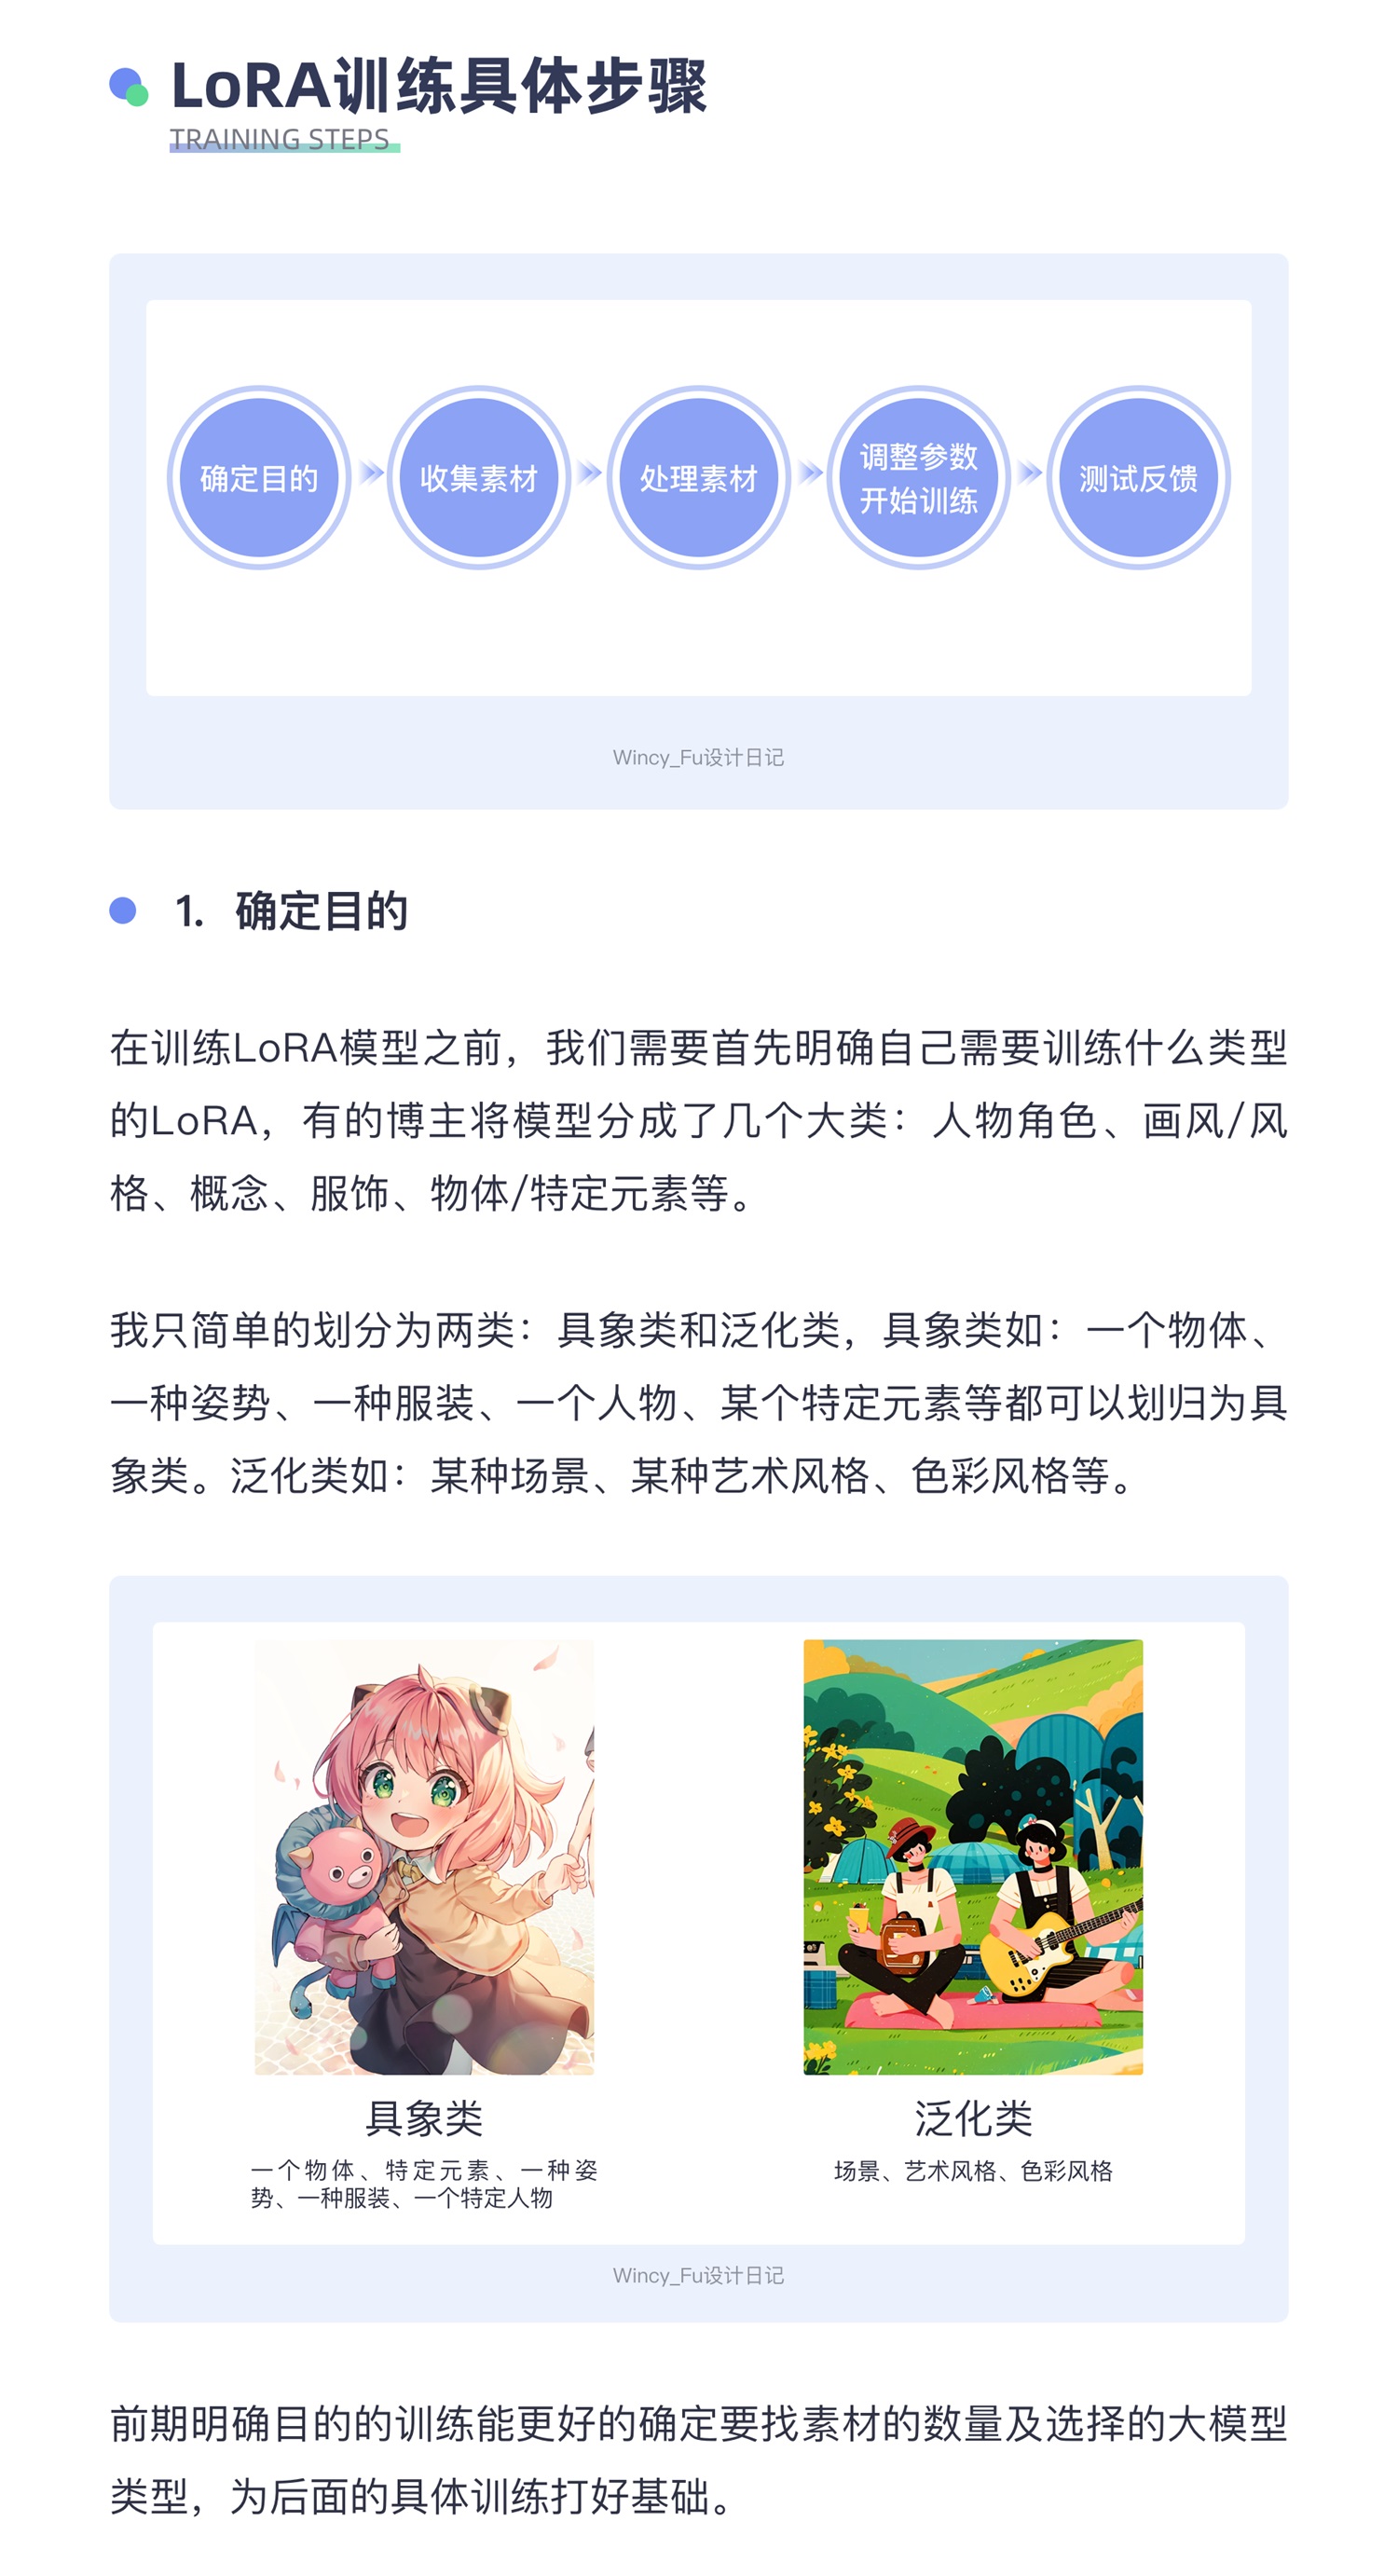 LoRA训练具体步骤
TRAINING STEPS
确定目的
收集素材
处理素材
调整参数
开始训练
测试反馈
Wincy_Fu设计日记
1. 确定目的
在训练LoRA模型之前，我们需要首先明确自己需要训练什么类型
的LoRA，有的博主将模型分成了几个大类：人物角色、画风/风
格、概念、服饰、物体/特定元素等。
我只简单的划分为两类：具象类和泛化类，具象类如：一个物体、
一种姿势、一种服装、一个人物、某个特定元素等都可以划归为具
象类。泛化类如：某种场景、某种艺术风格、色彩风格等。
具象类
一个物体、特定元素、一种姿
势、一种服装、一个特定人物
泛化类
场景、艺术风格、色彩风格
Wincy_Fu设计日记
前期明确目的的训练能更好的确定要找素材的数量及选择的大模型
类型，为后面的具体训练打好基础。